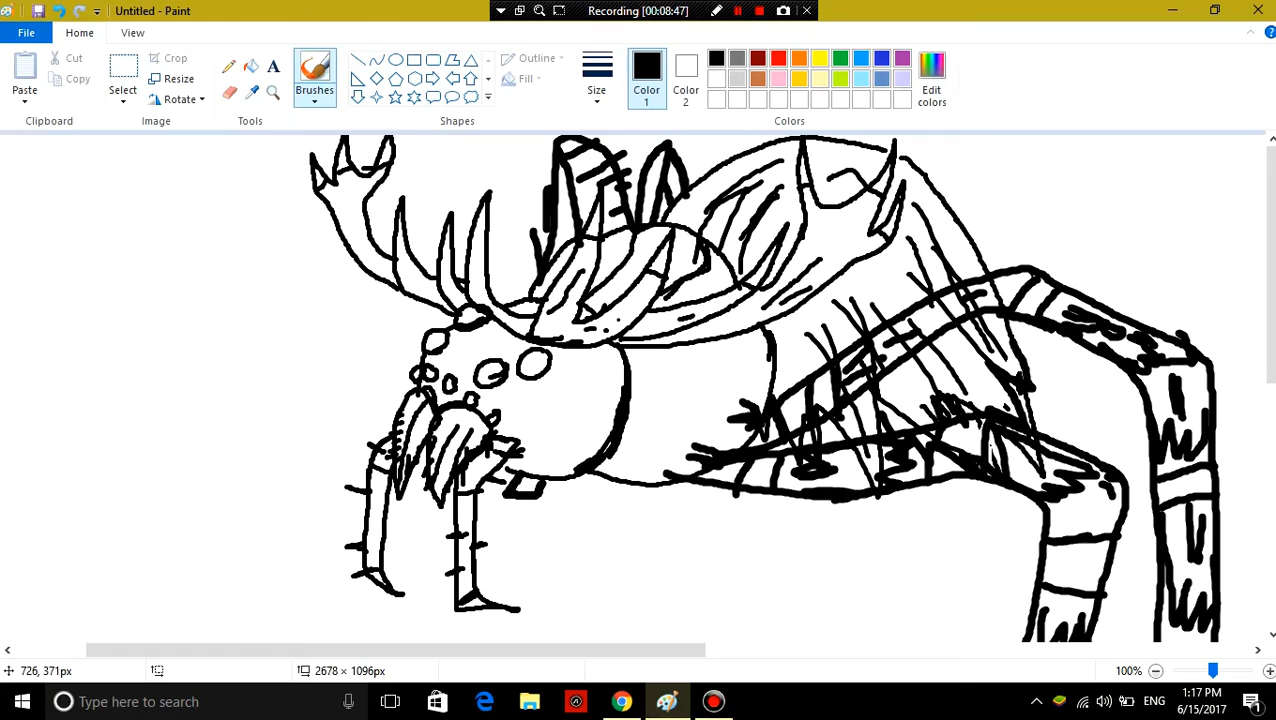 Untitled - Paint
Recording [00:08:47]
File Home View
Paste
Cut
Copy
Clipboard
Select
Crop
Resize
Rotate
Image
A
Tools
Brushes
Outline
Fill
Shapes
Size
Color
1
Color
2
Edit
colors
Colors
726, 371px
2678 × 1096px
100%
Type here to search
ENG
1:17 PM
6/15/2017
1